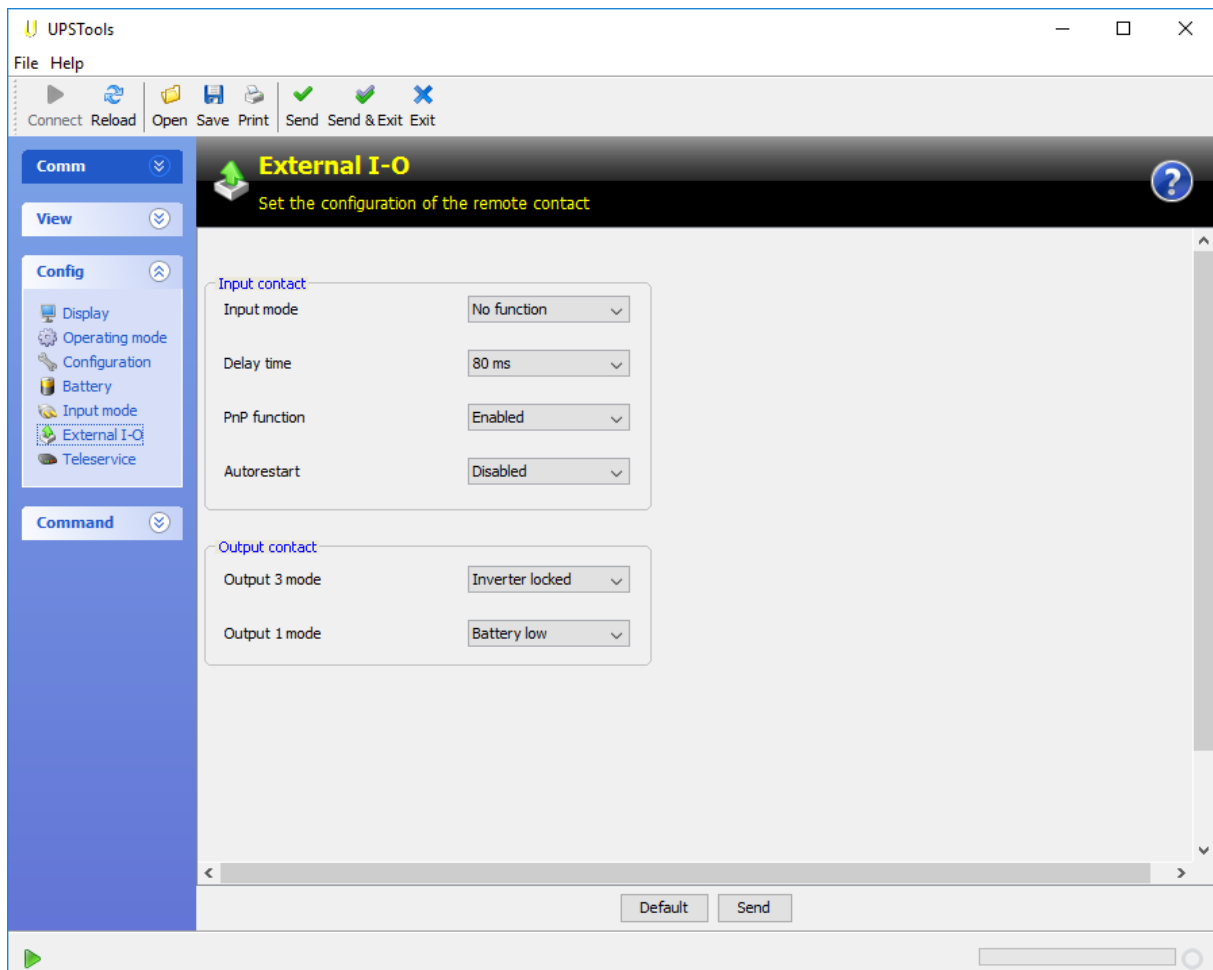 UPSTools
File Help
Connect Reload Open Save Print Send Send & Exit Exit
Comm
View
Config
Display
Operating mode
Configuration
Battery
Input mode
External I-O
Teleservice
Command
External I-O
Set the configuration of the remote contact
?
Input contact
Input mode No function
Delay time 80 ms
PnP function Enabled
Autorestart Disabled
Output contact
Output 3 mode Inverter locked
Output 1 mode Battery low
Default Send